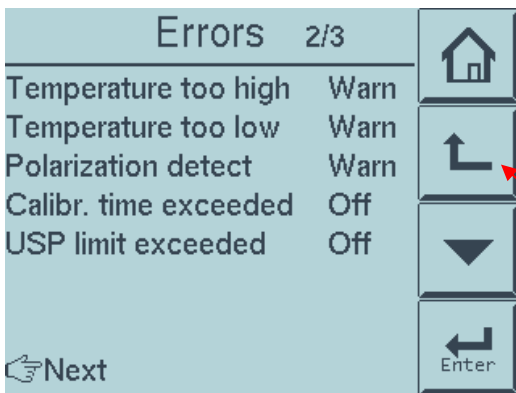 Errors 2/3
Temperature too high Warn
Temperature too low Warn
Polarization detect Warn
Calibr. time exceeded Off
USP limit exceeded Off
Next
Enter